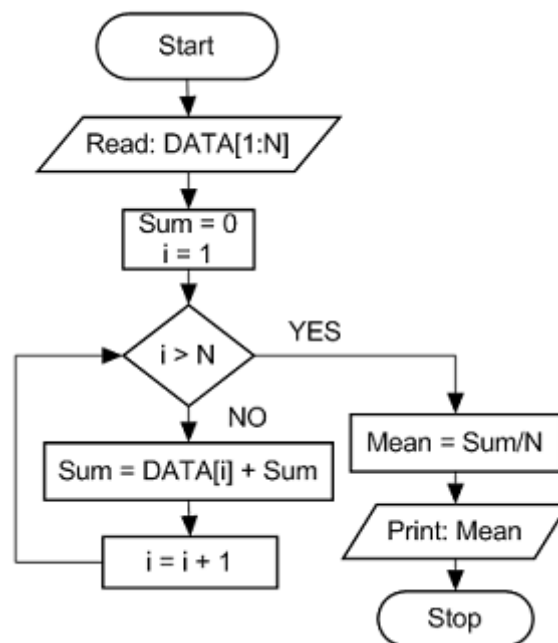 Start
Read: DATA[1:N]
Sum = 0
i = 1
i > N
YES
NO
Sum = DATA[i] + Sum
i = i + 1
Mean = Sum/N
Print: Mean
Stop